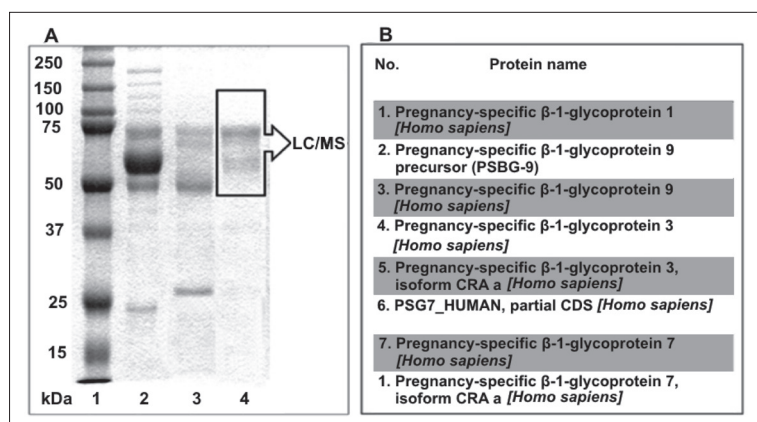 A
250
150
100
75
50
37
25
15
kDa 1 2 3 4
LC/MS
B
No. Protein name
1. Pregnancy-specific β-1-glycoprotein 1
[Homo sapiens]
2. Pregnancy-specific β-1-glycoprotein 9
precursor (PSBG-9)
3. Pregnancy-specific β-1-glycoprotein 9
[Homo sapiens]
4. Pregnancy-specific β-1-glycoprotein 3
[Homo sapiens]
5. Pregnancy-specific β-1-glycoprotein 3,
isoform CRA a [Homo sapiens]
6. PSG7_HUMAN, partial CDS [Homo sapiens]
7. Pregnancy-specific β-1-glycoprotein 7
[Homo sapiens]
1. Pregnancy-specific β-1-glycoprotein 7,
isoform CRA a [Homo sapiens]